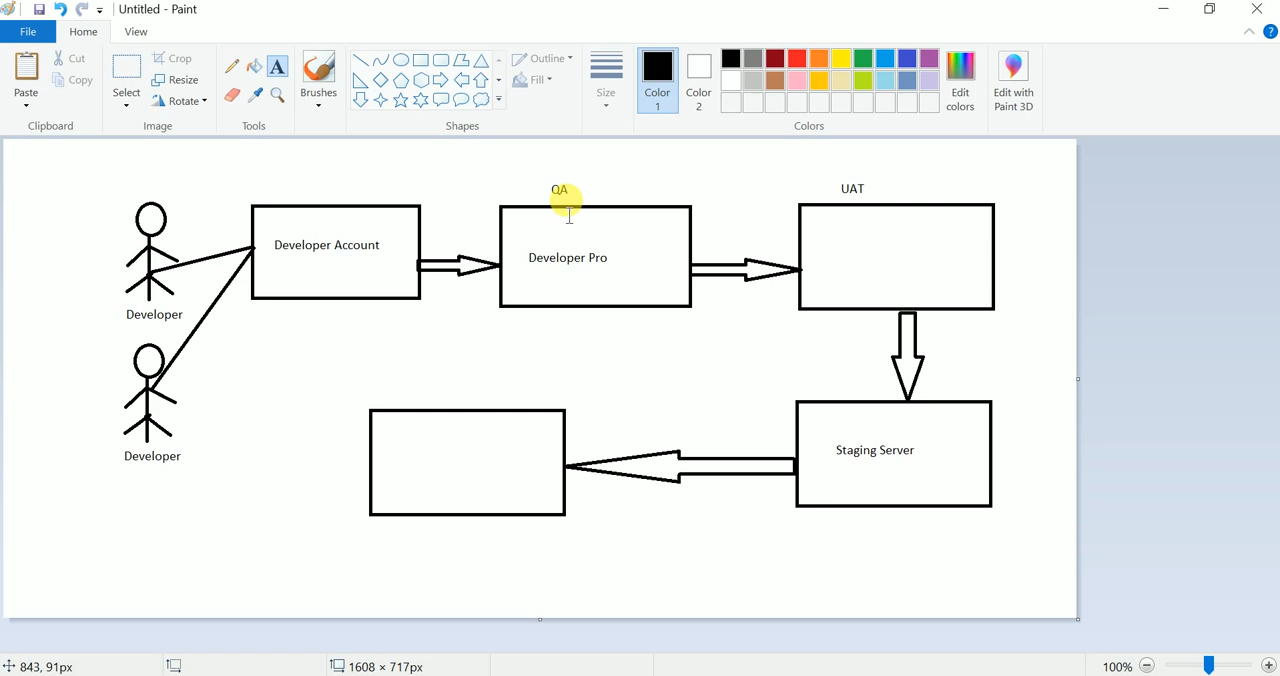 Untitled - Paint
File
Home
View
Paste
Cut
Copy
Clipboard
Select
Crop
Resize
Rotate
Image
A
Tools
Brushes
Outline
Fill
Shapes
Size
Color
1
Color
2
Edit
colors
Colors
Edit with
Paint 3D
?
QA
UAT
Developer Account
Developer Pro
Developer
Staging Server
Developer
843, 91px
1608 × 717px
100%